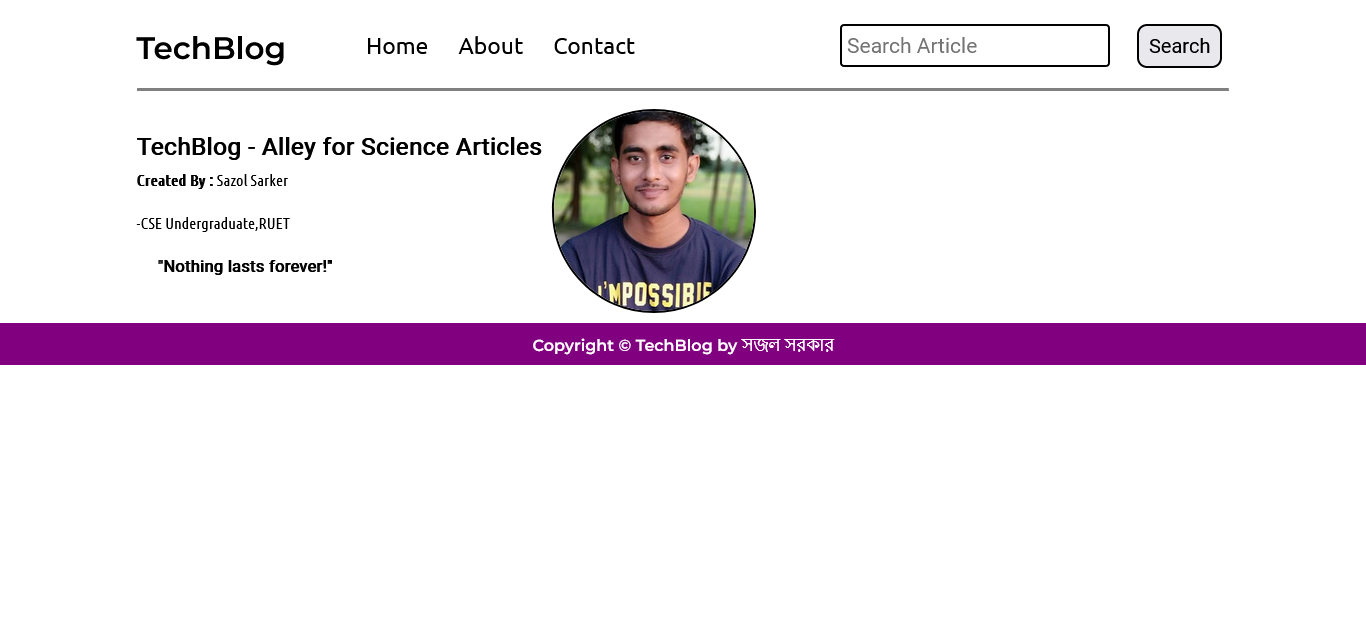 TechBlog Home About Contact Search Article Search
TechBlog - Alley for Science Articles
Created By : Sazol Sarker
-CSE Undergraduate,RUET
"Nothing lasts forever!"
I'MPOSSIBLE
Copyright © TechBlog by সজল সরকার